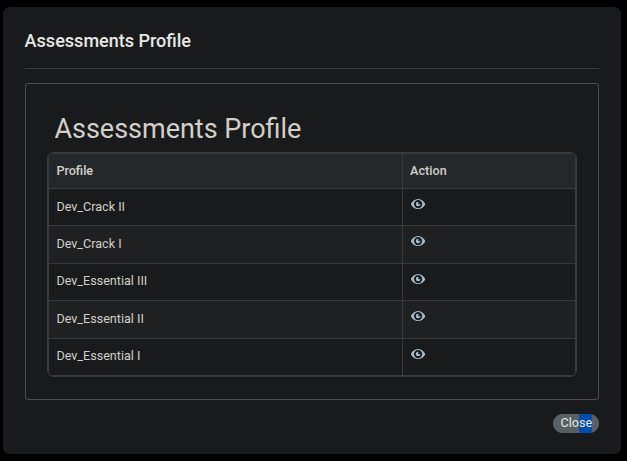 Assessments Profile
Assessments Profile
Profile Action
Dev_Crack II
Dev_Crack I
Dev_Essential III
Dev_Essential II
Dev_Essential I
Close